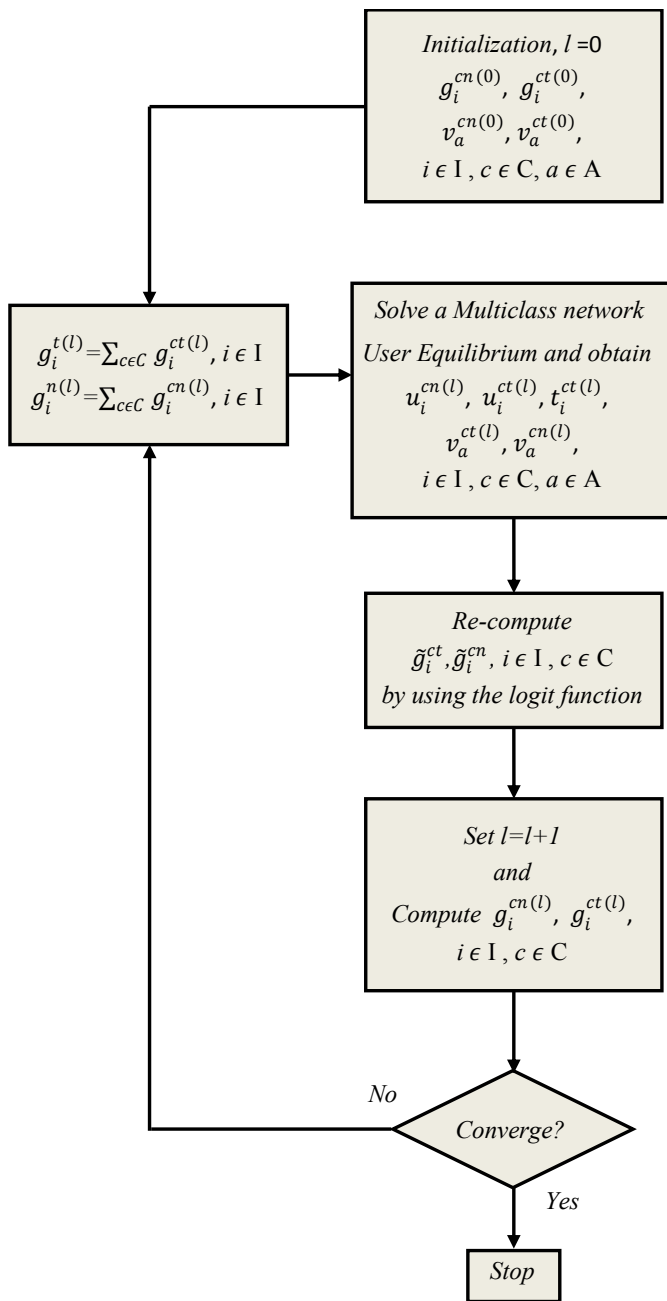 Initialization, l =0
g_i^{cn(0)}, g_i^{ct(0)},
v_a^{cn(0)}, v_a^{ct(0)},
i ϵ I , c ϵ C, a ϵ A
g_i^{t(l)}=∑_{cϵC} g_i^{ct(l)}, i ϵ I
g_i^{n(l)}=∑_{cϵC} g_i^{cn(l)}, i ϵ I
Solve a Multiclass network
User Equilibrium and obtain
u_i^{cn(l)}, u_i^{ct(l)}, t_i^{ct(l)},
v_a^{ct(l)}, v_a^{cn(l)},
i ϵ I , c ϵ C, a ϵ A
Re-compute
g̃_i^{ct}, g̃_i^{cn}, i ϵ I , c ϵ C
by using the logit function
Set l=l+1
and
Compute g_i^{cn(l)}, g_i^{ct(l)},
i ϵ I , c ϵ C
No
Converge?
Yes
Stop